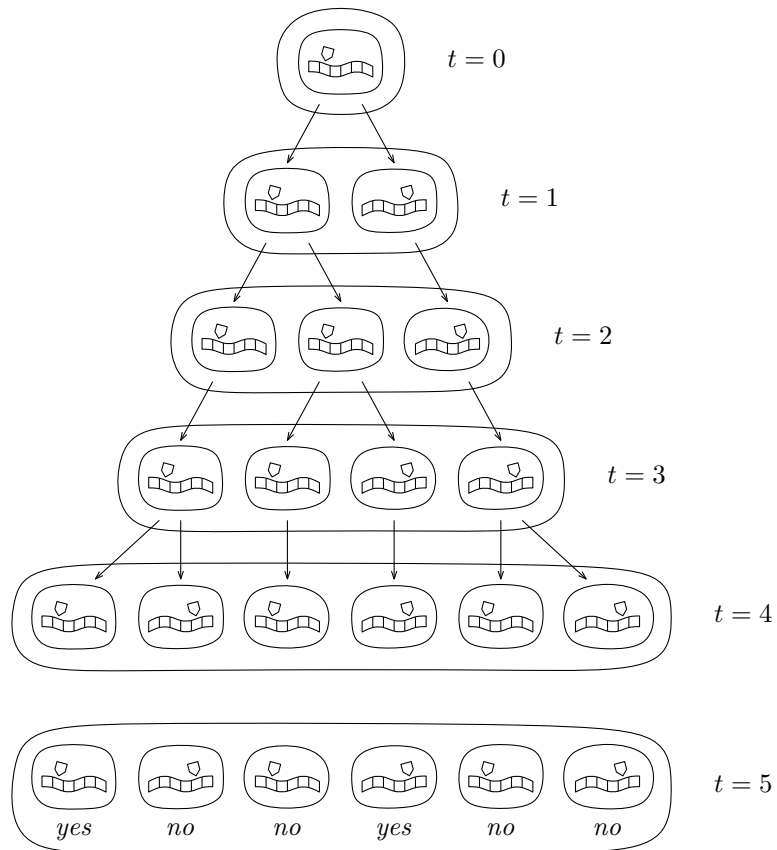 t = 0
t = 1
t = 2
t = 3
t = 4
t = 5
yes no no yes no no